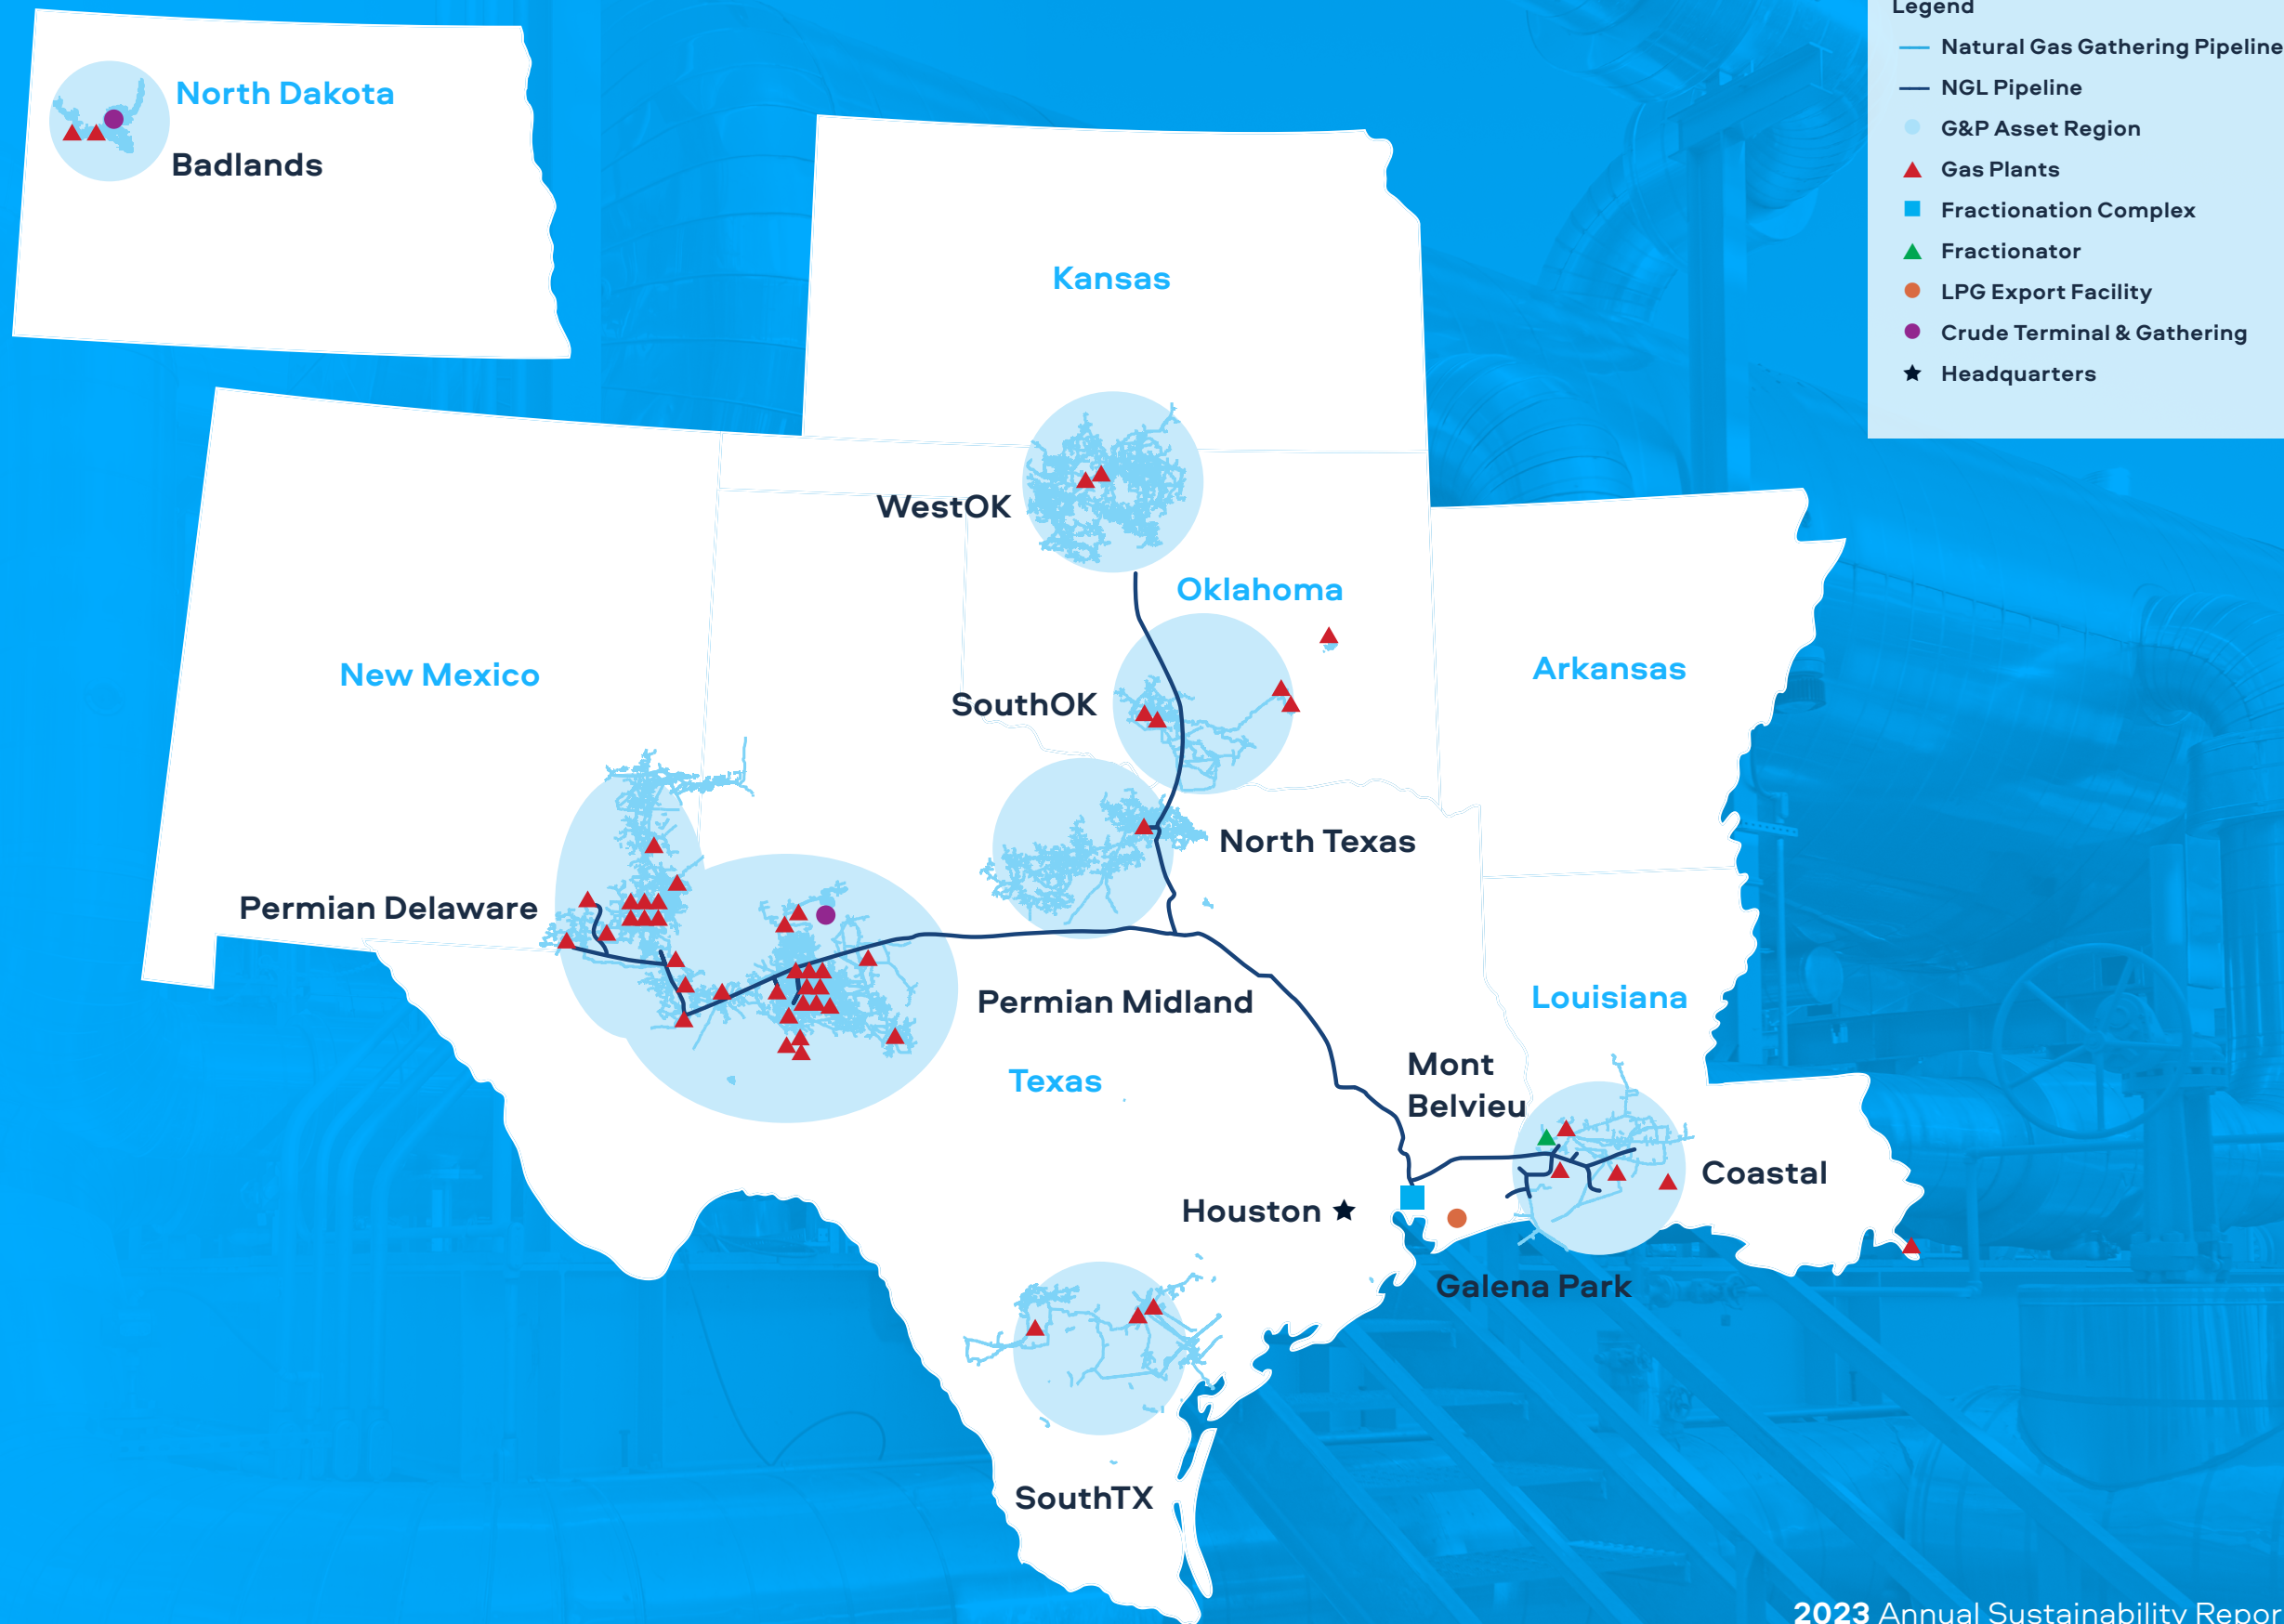 Legend
Natural Gas Gathering Pipeline
NGL Pipeline
G&P Asset Region
Gas Plants
Fractionation Complex
Fractionator
LPG Export Facility
Crude Terminal & Gathering
Headquarters
North Dakota
Badlands
Kansas
WestOK
Oklahoma
New Mexico
Arkansas
SouthOK
North Texas
Permian Delaware
Permian Midland
Louisiana
Texas
Mont
Belvieu
Coastal
Houston
Galena Park
SouthTX
2023 Annual Sustainability Repor